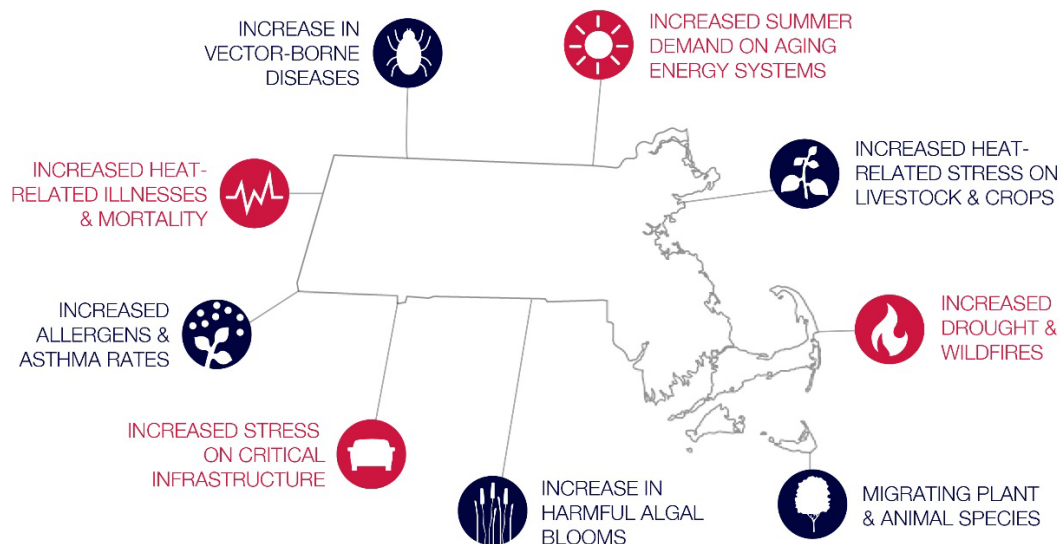 INCREASE IN
VECTOR-BORNE
DISEASES
INCREASED SUMMER
DEMAND ON AGING
ENERGY SYSTEMS
INCREASED HEAT-
RELATED ILLNESSES
& MORTALITY
INCREASED HEAT-
RELATED STRESS ON
LIVESTOCK & CROPS
INCREASED
ALLERGENS &
ASTHMA RATES
INCREASED
DROUGHT &
WILDFIRES
INCREASED STRESS
ON CRITICAL
INFRASTRUCTURE
INCREASE IN
HARMFUL ALGAL
BLOOMS
MIGRATING PLANT
& ANIMAL SPECIES